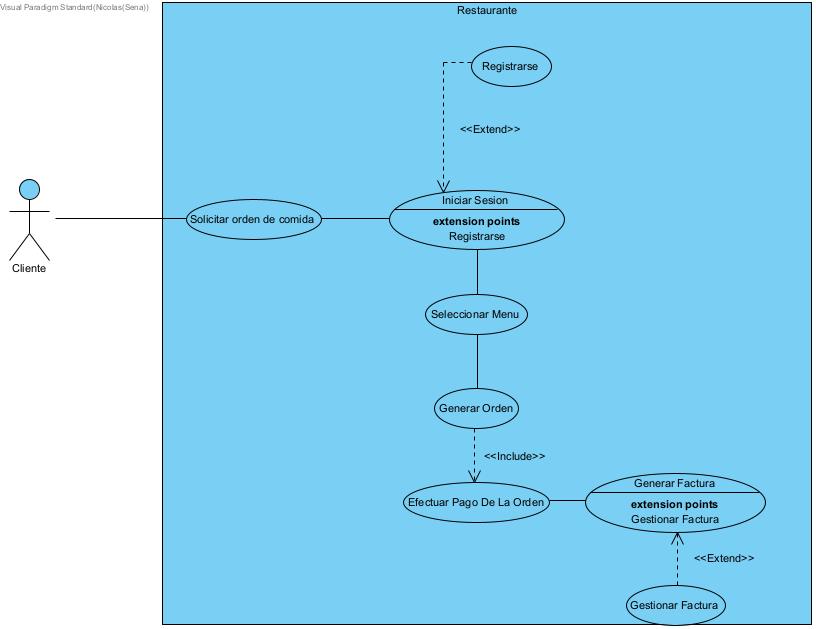 Visual Paradigm Standard(Nicolas(Sena))
Restaurante
Registrarse
<<Extend>>
Iniciar Sesion
extension points
Registrarse
Solicitar orden de comida
Cliente
Seleccionar Menu
Generar Orden
<<Include>>
Efectuar Pago De La Orden
Generar Factura
extension points
Gestionar Factura
<<Extend>>
Gestionar Factura